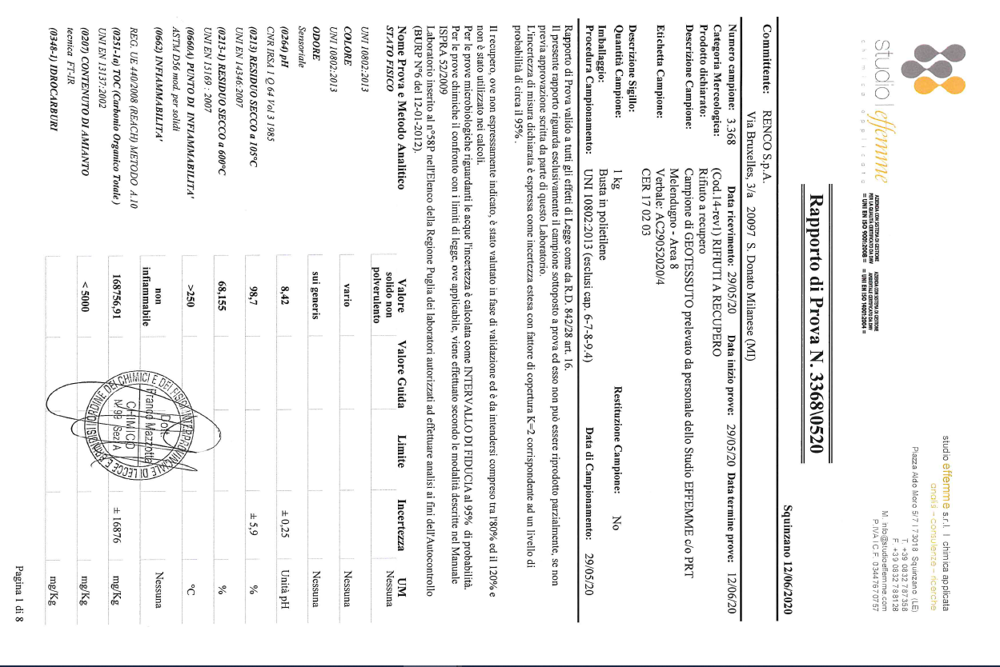 studio effemme
chimica applicata
AZIENDA CON SISTEMA DI GESTIONE
PER LA QUALITÀ CERTIFICATO DA DNV
= UNI EN ISO 9001:2008 =
AZIENDA CON SISTEMA DI GESTIONE
AMBIENTALE CERTIFICATO DA DNV
= UNI EN ISO 14001:2004 =
studio effemme s.r.l. | chimica applicata
analisi – consulenze – ricerche
Piazza Aldo Moro 5/7 I 73018 Squinzano (LE)
T. +39 0832 787358
F. +39 0832 788128
M. info@studioeffemme.com
P.IVA I C.F. 03447670757
Rapporto di Prova N. 3368\0520
Squinzano 12/06/2020
Committente: RENCO S.p.A.
Via Bruxelles, 3/a 20097 S. Donato Milanese (MI)
Numero campione: 3.368 Data ricevimento: 29/05/20 Data inizio prove: 29/05/20 Data termine prove: 12/06/20
Categoria Merceologica: (Cod.14-rev1) RIFIUTI A RECUPERO
Prodotto dichiarato: Rifiuto a recupero
Descrizione Campione: Campione di GEOTESSUTO prelevato da personale dello Studio EFFEMME c/o PRT
Melendugno - Area 8
Etichetta Campione: Verbale: AC29052020/4
CER 17 02 03
Descrizione Sigillo:
Quantità Campione: 1 kg Restituzione Campione: No
Imballaggio: Busta in polietilene
Procedura Campionamento: UNI 10802:2013 (esclusi cap. 6-7-8-9.4) Data di Campionamento: 29/05/20
Rapporto di Prova valido a tutti gli effetti di Legge come da R.D. 842/28 art. 16.
Il presente rapporto riguarda esclusivamente il campione sottoposto a prova ed esso non può essere riprodotto parzialmente, se non
previa approvazione scritta da parte di questo Laboratorio.
L'incertezza di misura dichiarata è espressa come incertezza estesa con fattore di copertura K=2 corrispondente ad un livello di
probabilità di circa il 95% .
Il recupero, ove non espressamente indicato, è stato valutato in fase di validazione ed è da intendersi compreso tra l'80% ed il 120% e
non è stato utilizzato nei calcoli.
Per le prove microbiologiche riguardanti le acque l'incertezza è calcolata come INTERVALLO DI FIDUCIA al 95% di probabilità.
Per le prove chimiche il confronto con i limiti di legge, ove applicabile, viene effettuato secondo le modalità descritte nel Manuale
ISPRA 52/2009
Laboratorio inserito al n°58P nell'Elenco della Regione Puglia dei laboratori autorizzati ad effettuare analisi ai fini dell'Autocontrollo
(BURP N°6 del 12-01-2012).
Nome Prova e Metodo Analitico Valore Valore Guida Limite Incertezza UM
STATO FISICO solido non polverulento Nessuna
UNI 10802:2013
COLORE vario Nessuna
UNI 10802:2013
ODORE sui generis Nessuna
Sensoriale
(0264) pH 8,42 ± 0,25 Unità pH
CNR IRSA 1 Q 64 Vol 3 1985
(0213) RESIDUO SECCO a 105°C 98,7 ± 5,9 %
UNI EN 14346:2007
(0213-1) RESIDUO SECCO a 600°C 68,155 %
UNI EN 15169 : 2007
(0660A) PUNTO DI INFIAMMABILITA' >250 °C
ASTM D56 mod. per solidi
(0662) INFIAMMABILITA' non infiammabile Nessuna
REG. UE 440/2008 (REACH) METODO A.10
(0251-1a) TOC (Carbonio Organico Totale ) 168756,91 ± 16876 mg/Kg
UNI EN 13137:2002
(0207) CONTENUTO DI AMIANTO < 5000 mg/Kg
tecnica FT-IR
(0348-1) IDROCARBURI mg/Kg
ORDINE DEI CHIMICI E DEI FISICI INTERPROVINCIALE DI LECCE E BRINDISI
Dott.
Franco Mazzotta
CHIMICO
N° 99 Sez. A
Pagina 1 di 8